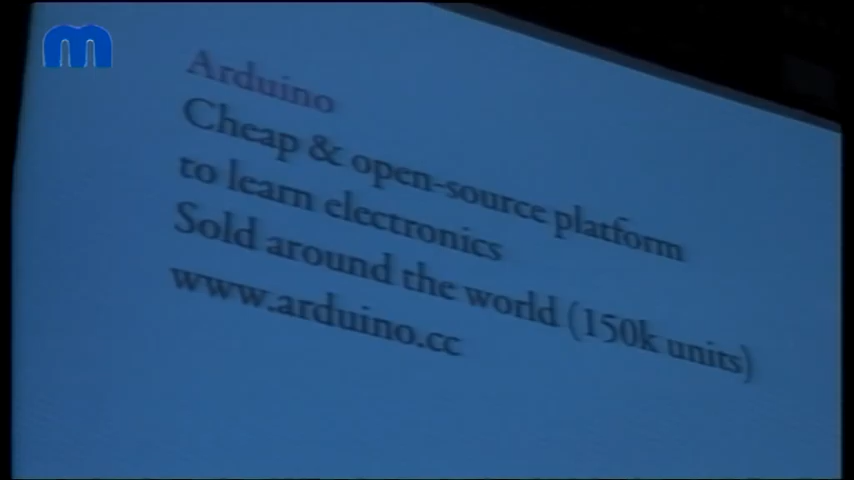 m
Arduino
Cheap & open-source platform
to learn electronics
Sold around the world (150k units)
www.arduino.cc